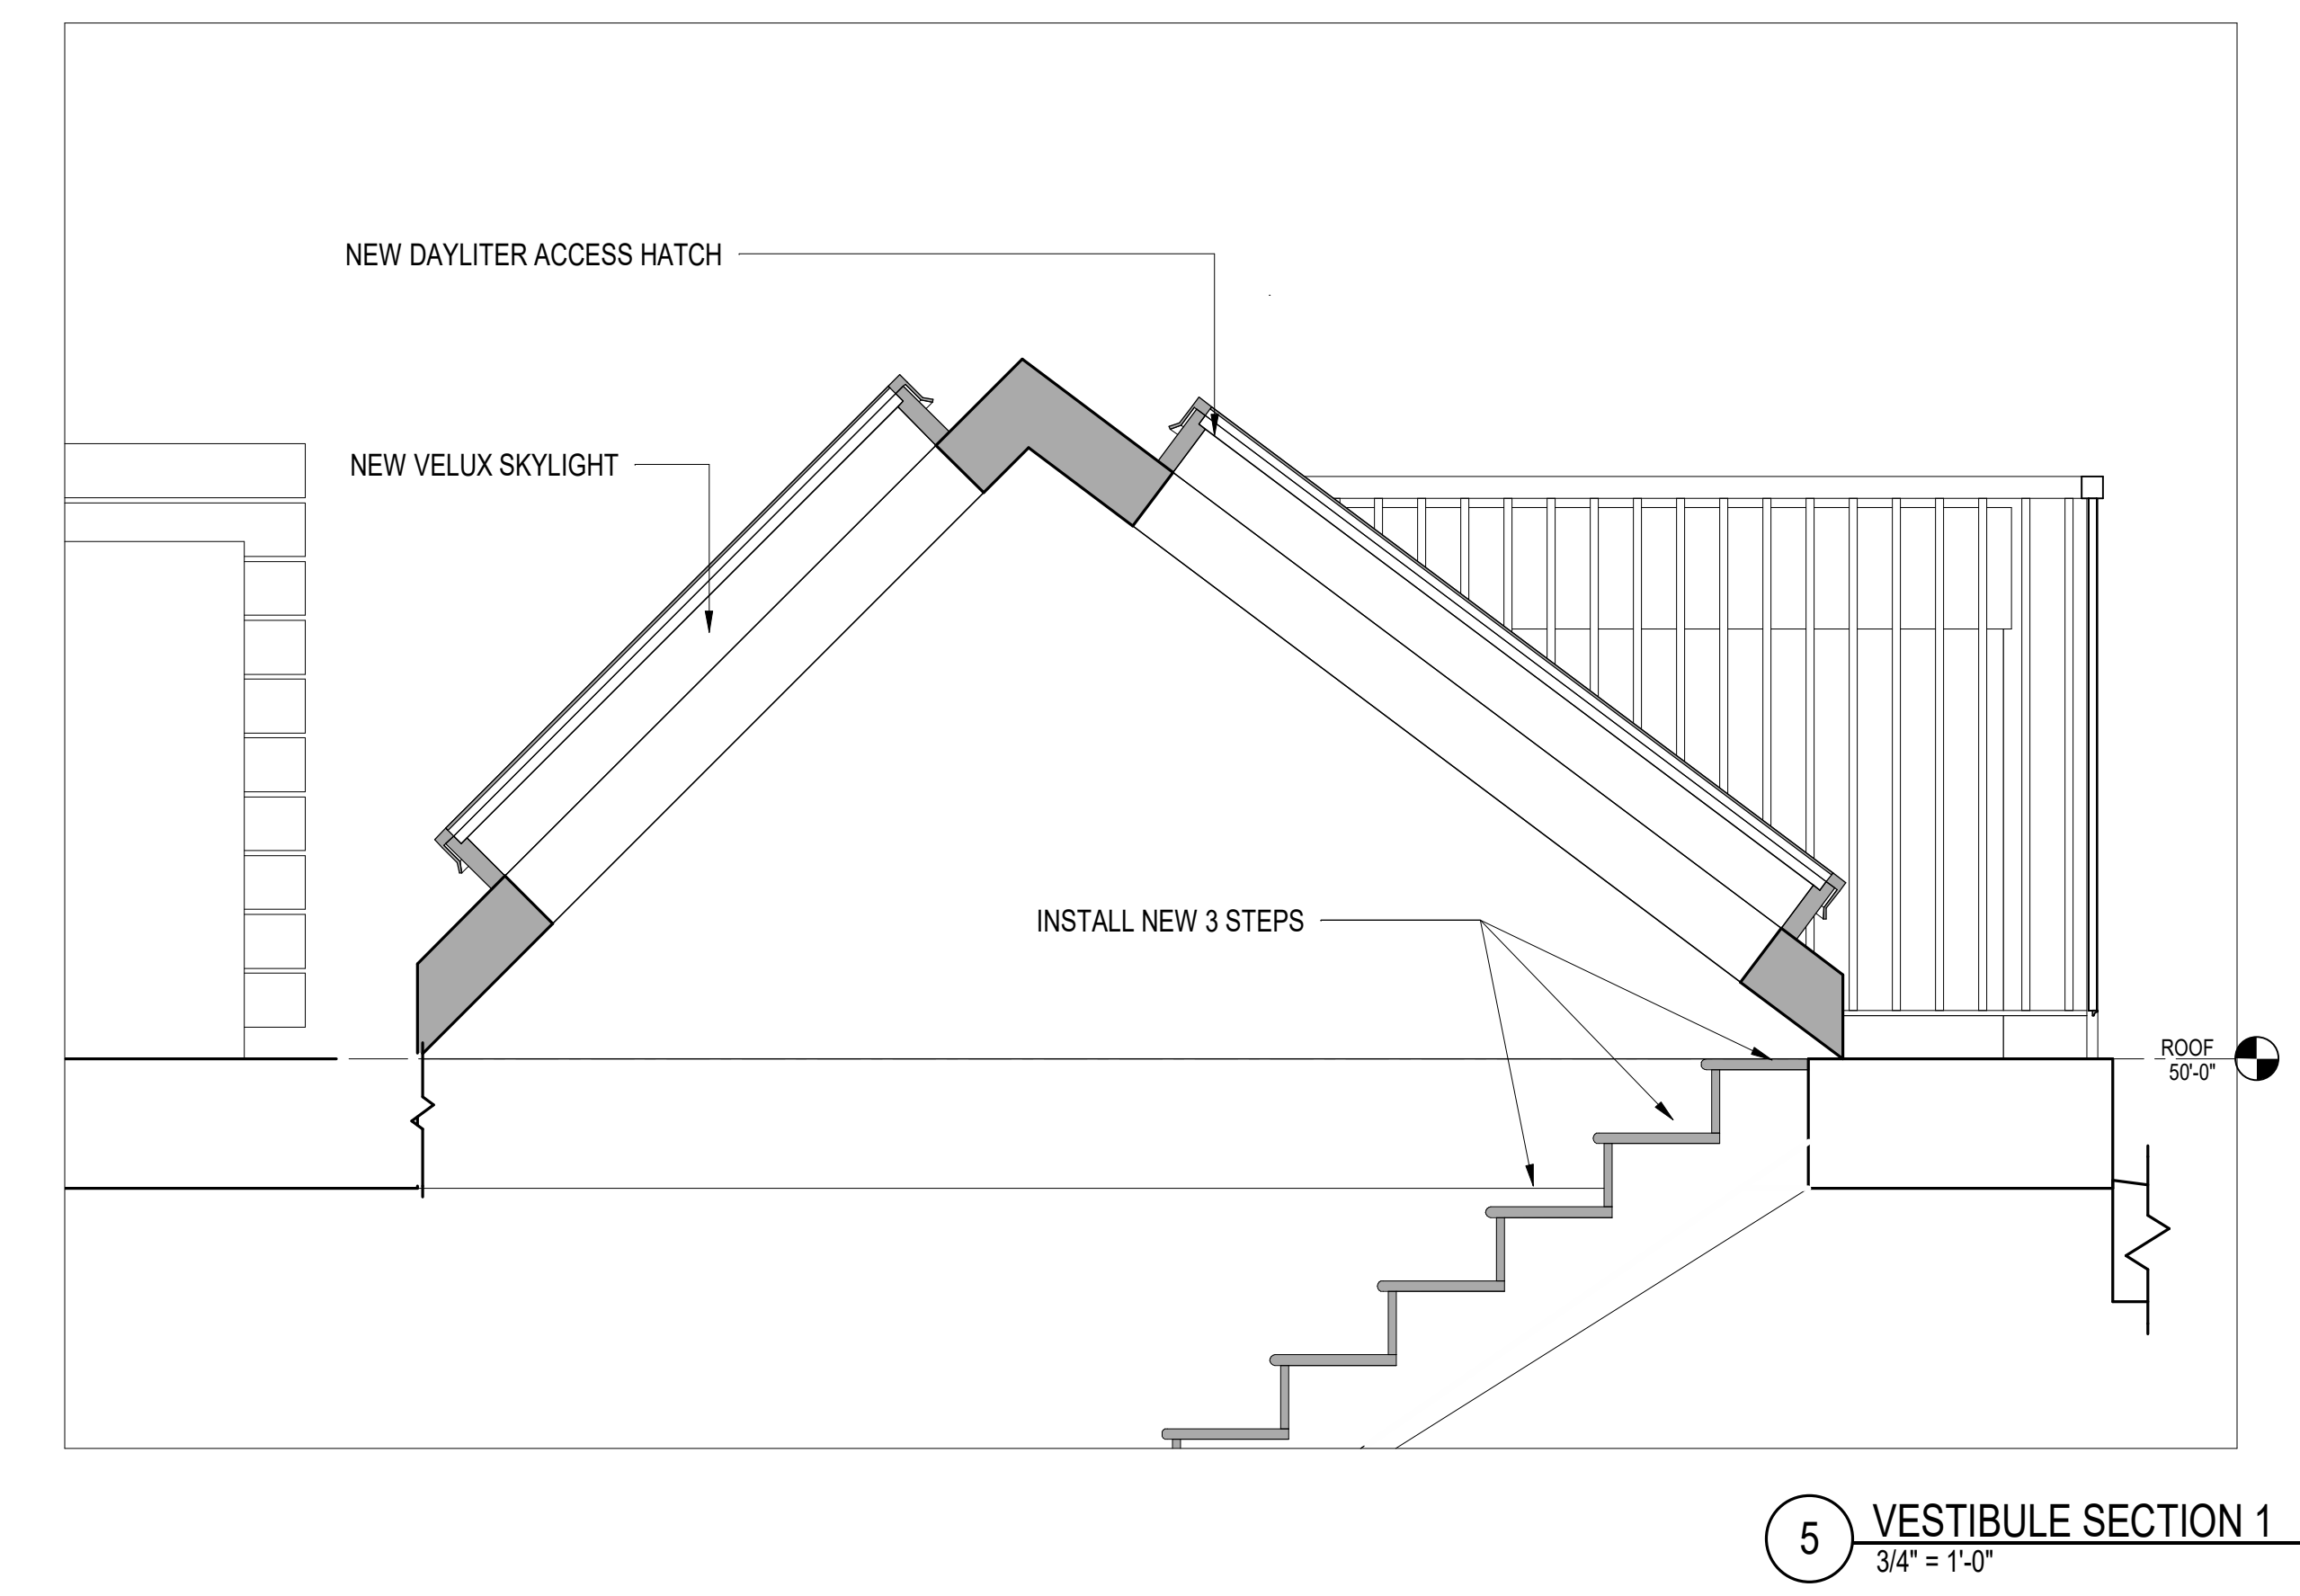 NEW DAYLITER ACCESS HATCH
NEW VELUX SKYLIGHT
INSTALL NEW 3 STEPS
ROOF
50'-0"
5
VESTIBULE SECTION 1
3/4" = 1'-0"